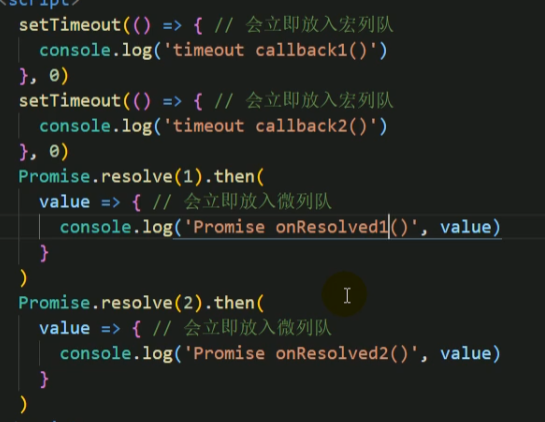 <script>
setTimeout(() => { // 会立即放入宏列队
console.log('timeout callback1()')
}, 0)
setTimeout(() => { // 会立即放入宏列队
console.log('timeout callback2()')
}, 0)
Promise.resolve(1).then(
value => { // 会立即放入微列队
console.log('Promise onResolved1()', value)
}
)
Promise.resolve(2).then(
value => { // 会立即放入微列队
console.log('Promise onResolved2()', value)
}
)